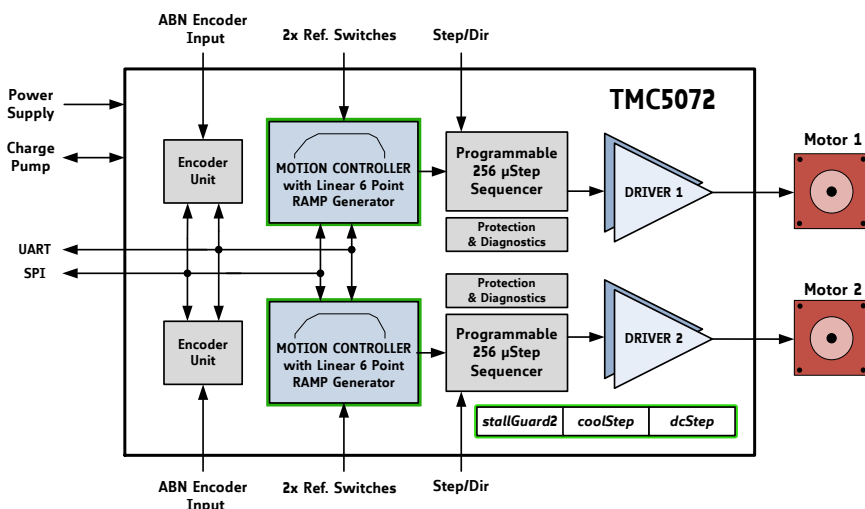 ABN Encoder
Input
2x Ref. Switches
Step/Dir
TMC5072
Power
Supply
Charge
Pump
Encoder
Unit
MOTION CONTROLLER
with Linear 6 Point
RAMP Generator
Programmable
256 µStep
Sequencer
DRIVER 1
Motor 1
Protection
& Diagnostics
UART
SPI
Protection
& Diagnostics
Motor 2
Encoder
Unit
MOTION CONTROLLER
with Linear 6 Point
RAMP Generator
Programmable
256 µStep
Sequencer
DRIVER 2
stallGuard2 coolStep dcStep
ABN Encoder
Input
2x Ref. Switches
Step/Dir